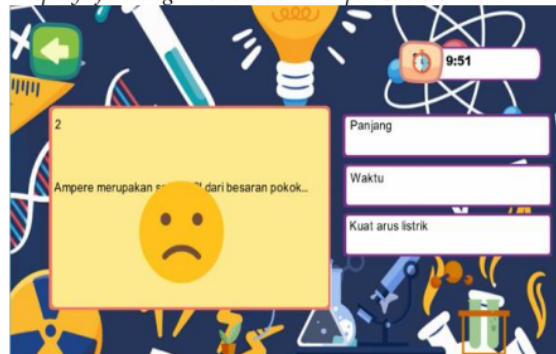 9:51
2
Ampere merupakan dari besaran pokok...
Panjang
Waktu
Kuat arus listrik